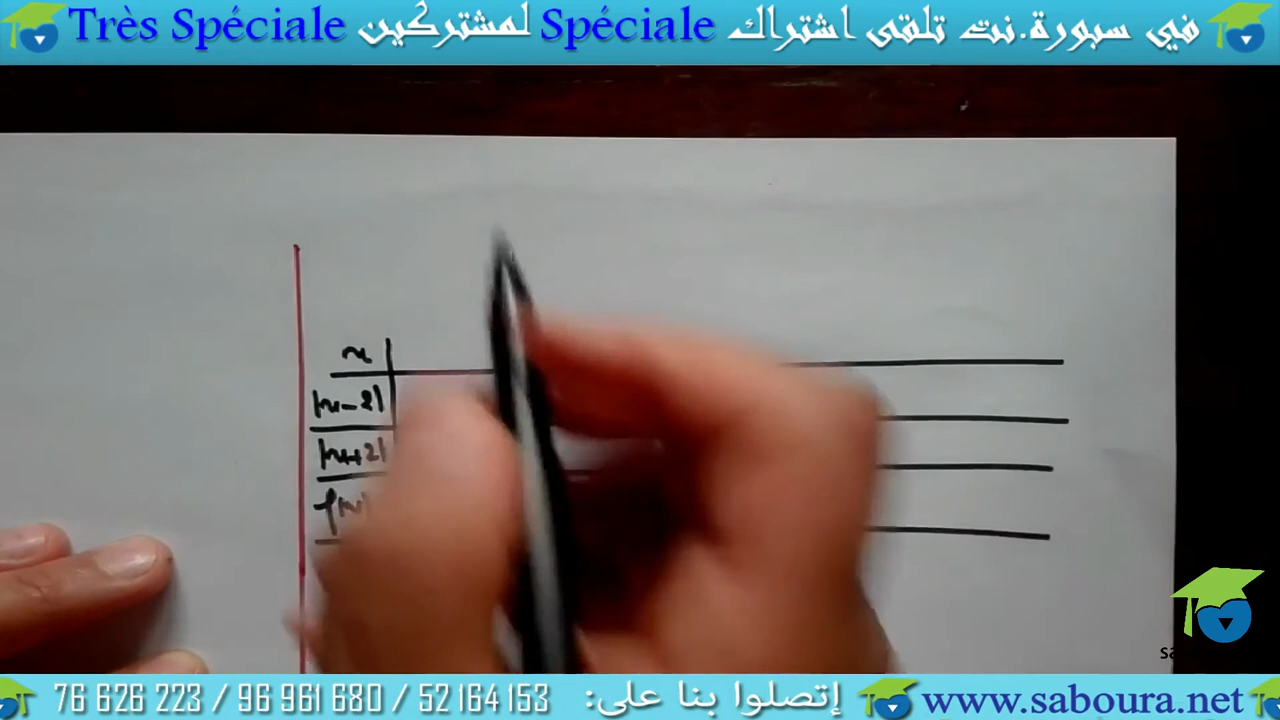 في سبورة.نت تلقى اشتراك Spéciale لمشتركين Très Spéciale
x
|x-2|
|x+2|
إتصلوا بنا على: 76 626 223 / 96 961 680 / 52 164 153
www.saboura.net